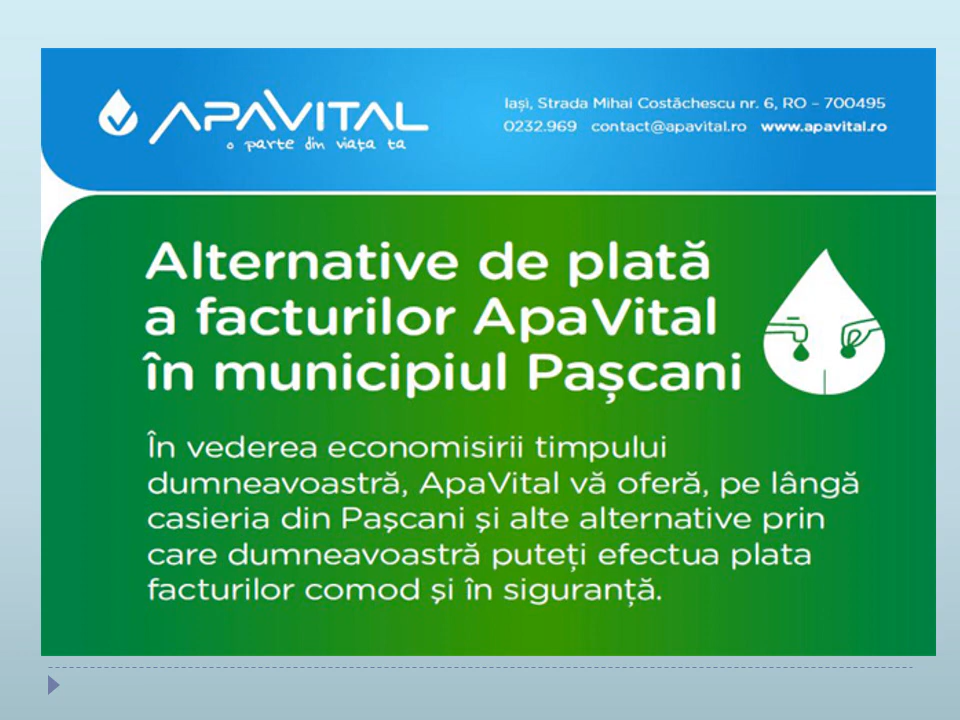 APAVITAL
o parte din viața ta
Iași, Strada Mihai Costăchescu nr. 6, RO – 700495
0232.969 contact@apavital.ro www.apavital.ro
Alternative de plată
a facturilor ApaVital
în municipiul Pașcani
În vederea economisirii timpului
dumneavoastră, ApaVital vă oferă, pe lângă
casieria din Pașcani și alte alternative prin
care dumneavoastră puteți efectua plata
facturilor comod și în siguranță.